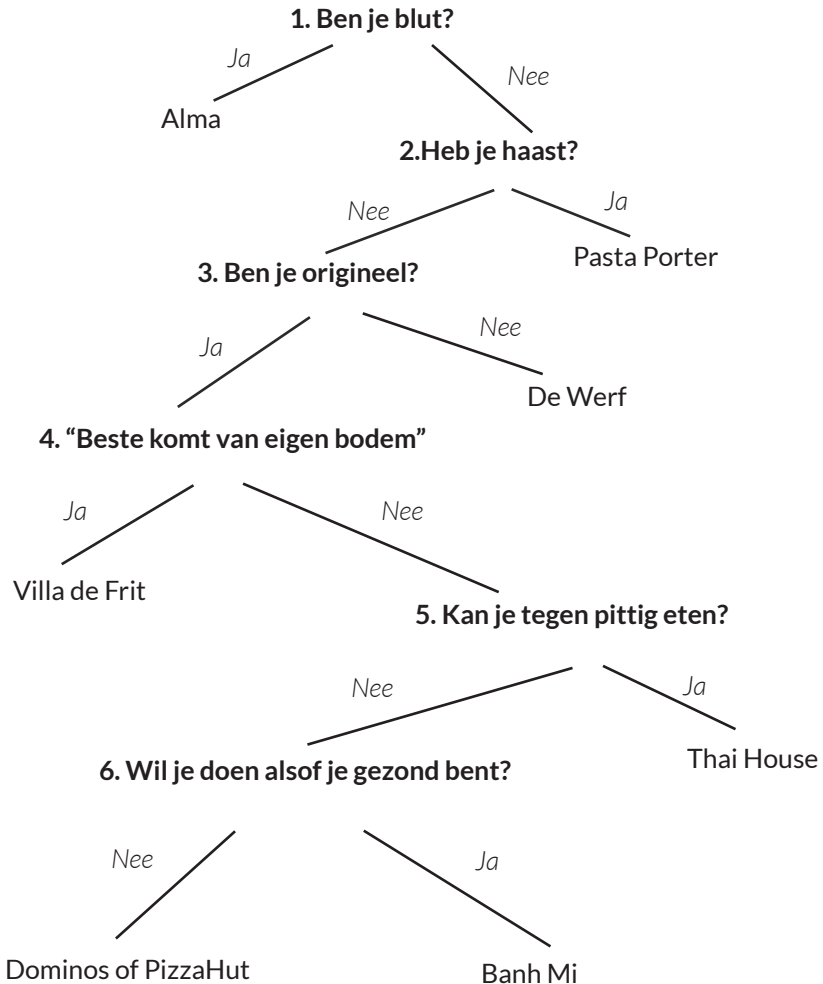 1. Ben je blut?
Ja
Nee
Alma
2.Heb je haast?
Nee
Ja
Pasta Porter
3. Ben je origineel?
Ja
Nee
De Werf
4. “Beste komt van eigen bodem”
Ja
Nee
Villa de Frit
5. Kan je tegen pittig eten?
Nee
Ja
Thai House
6. Wil je doen alsof je gezond bent?
Nee
Ja
Dominos of PizzaHut
Banh Mi